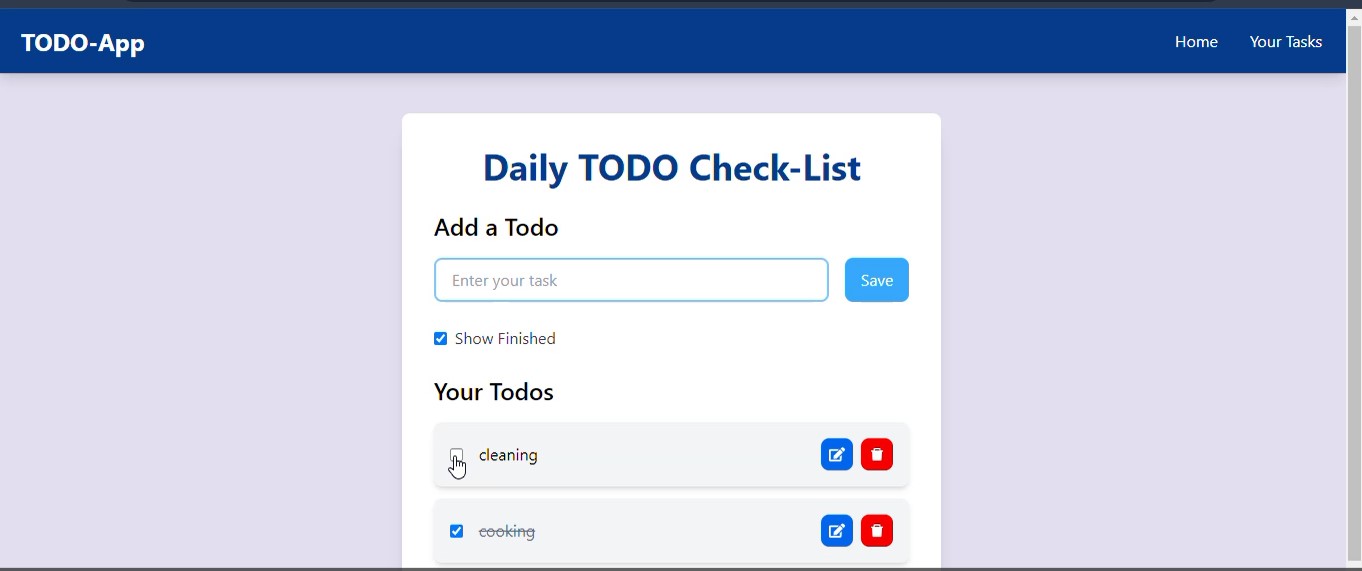 TODO-App
Home
Your Tasks
Daily TODO Check-List
Add a Todo
Enter your task
Save
Show Finished
Your Todos
cleaning
cooking